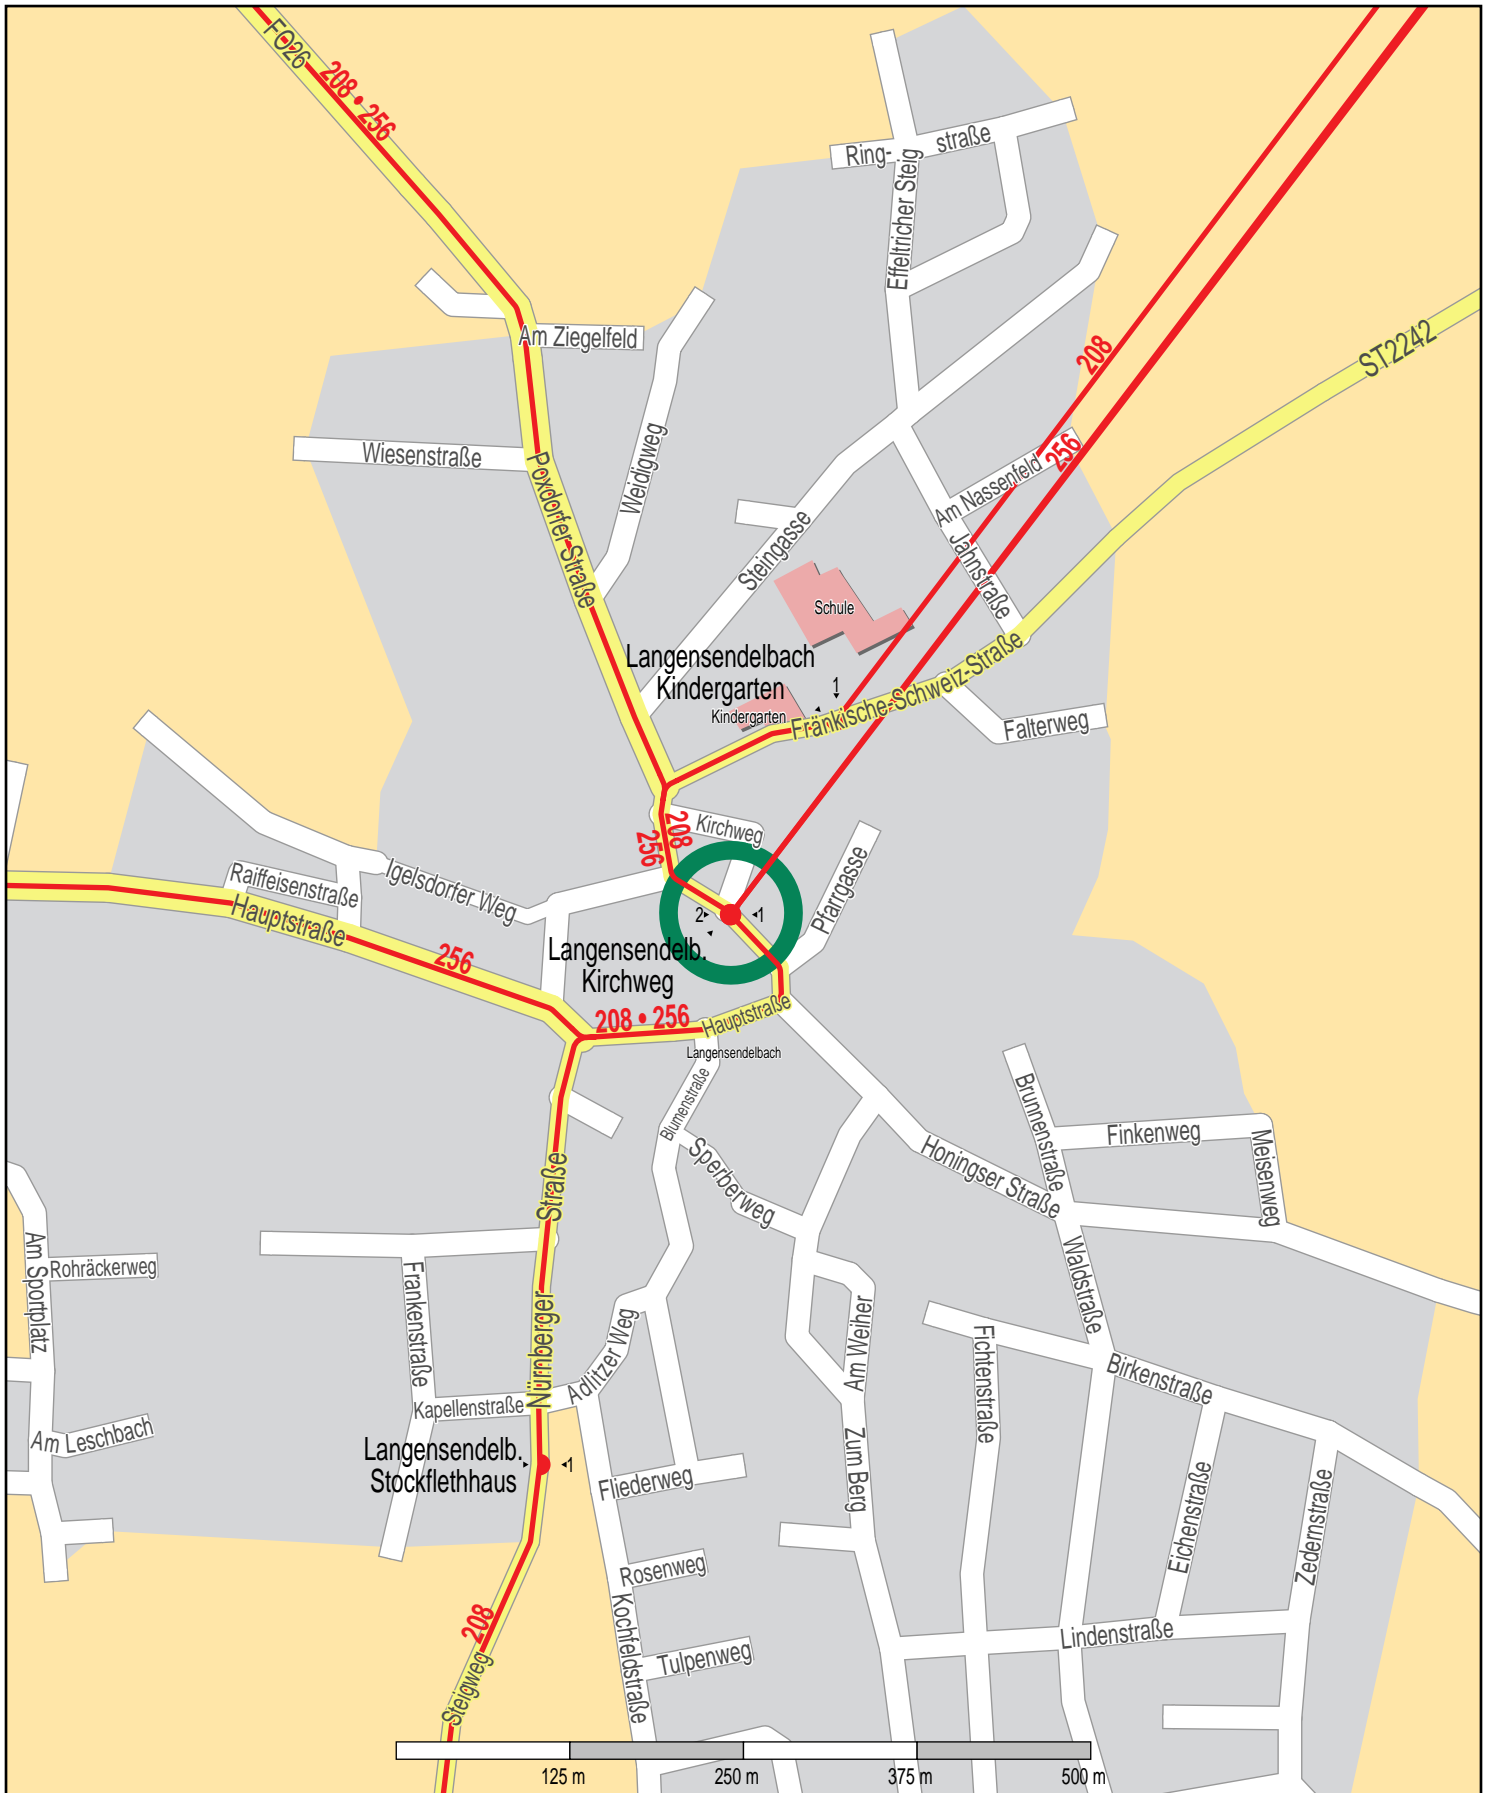 FO26
208 • 256
Ring- straße
Effeltricher Steig
Am Ziegelfeld
208
ST2242
Wiesenstraße
Weidigweg
Poxdorfer Straße
256
Am Nassenfeld
Steingasse
Jahnstraße
Schule
Langensendelbach
Kindergarten
1
Kindergarten
Fränkische-Schweiz-Straße
Falterweg
208
256
Kirchweg
Pfarrgasse
Raiffeisenstraße
Igelsdorfer Weg
Hauptstraße
2
1
256
Langensendelb.
Kirchweg
208 • 256
Hauptstraße
Langensendelbach
Blumenstraße
Brunnenstraße
Finkenweg
Meisenweg
Sperberweg
Honingser Straße
Nürnberger Straße
Waldstraße
Am Sportplatz
Rohräckerweg
Frankenstraße
Adlitzer Weg
Am Weiher
Fichtenstraße
Birkenstraße
Kapellenstraße
Am Leschbach
Langensendelb.
Stockflethhaus
1
Fliederweg
Zum Berg
Eichenstraße
Zedernstraße
Rosenweg
Kochfeldstraße
208
Lindenstraße
Tulpenweg
Steigweg
125 m
250 m
375 m
500 m